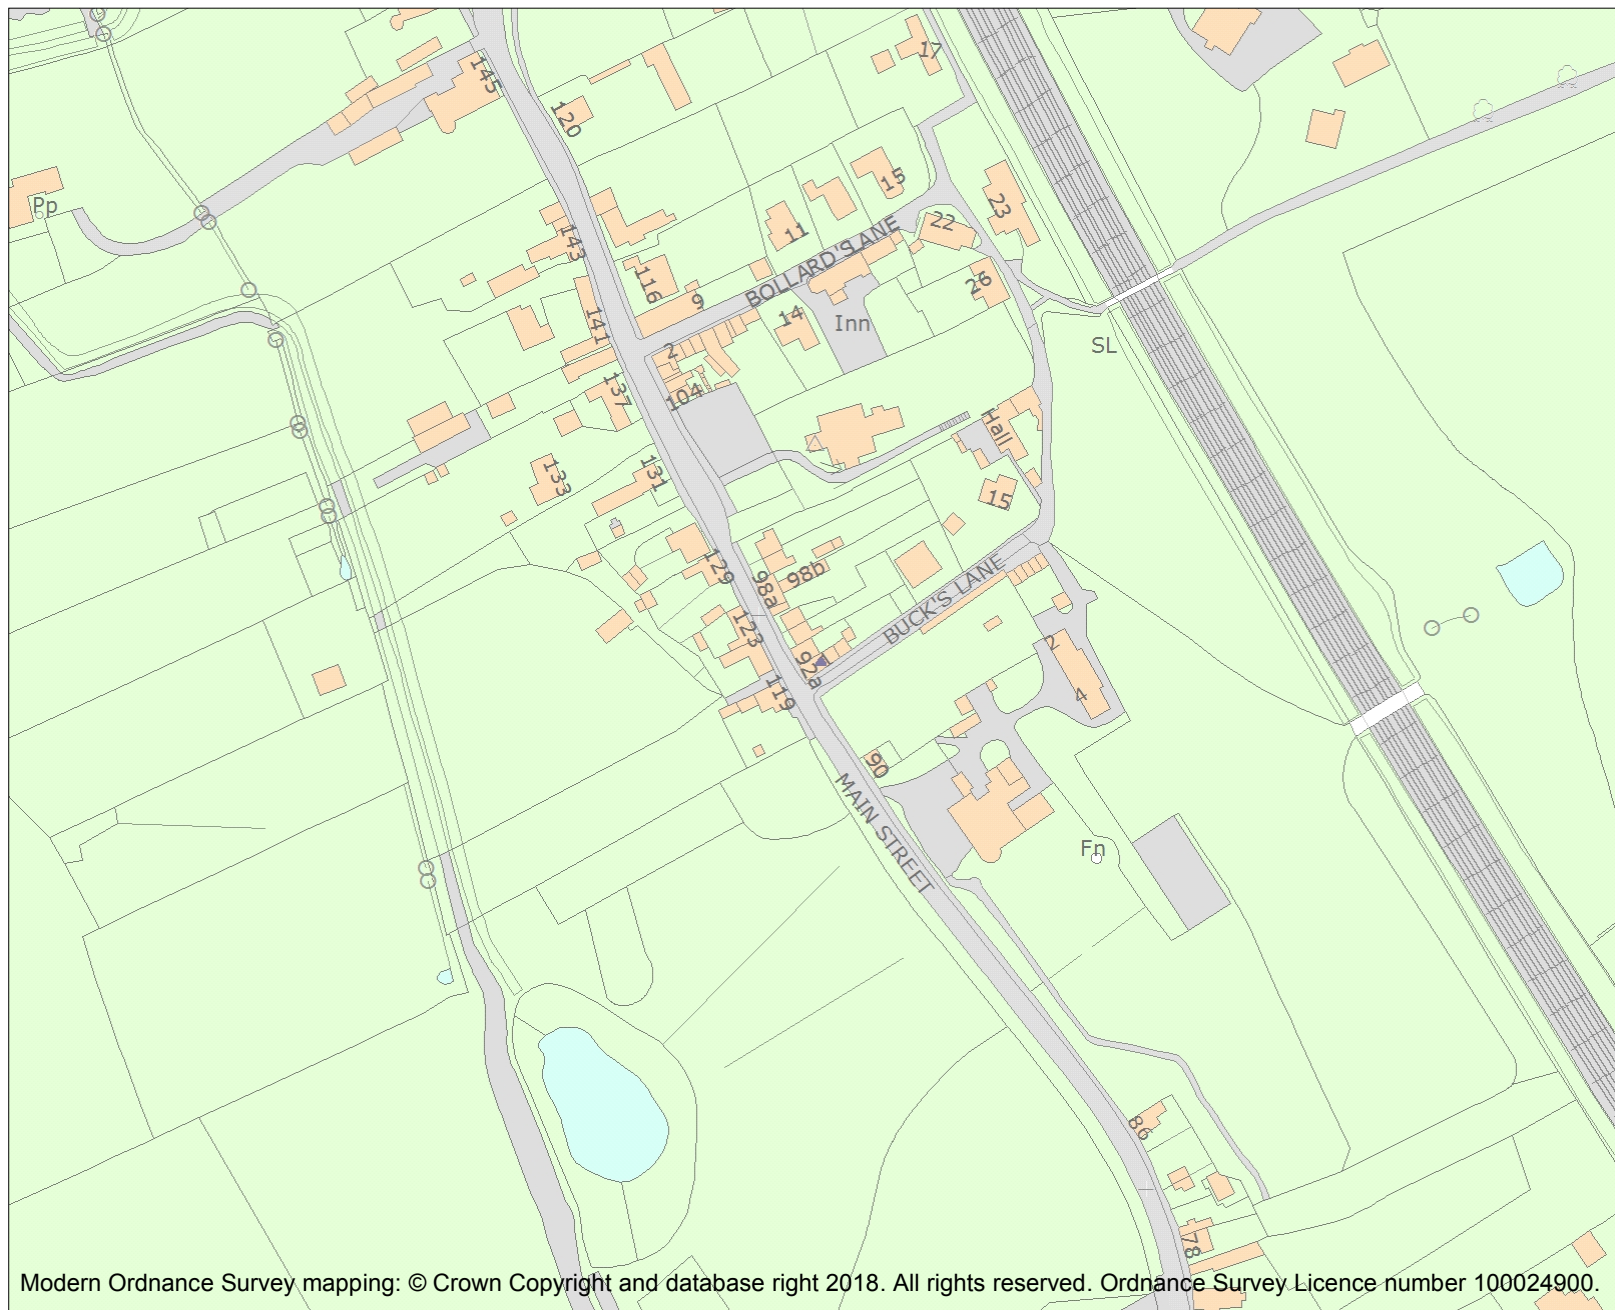 17
145
120
15
Pp
23
22
143
11
BOLLARD'S LANE
116
26
9
14
Inn
141
SL
2
137
104
Hall
133
131
15
129
98b
98a
BUCK'S LANE
123
2
92a
119
4
90
MAIN STREET
Fn
86
78
Modern Ordnance Survey mapping: © Crown Copyright and database right 2018. All rights reserved. Ordnance Survey Licence number 100024900.